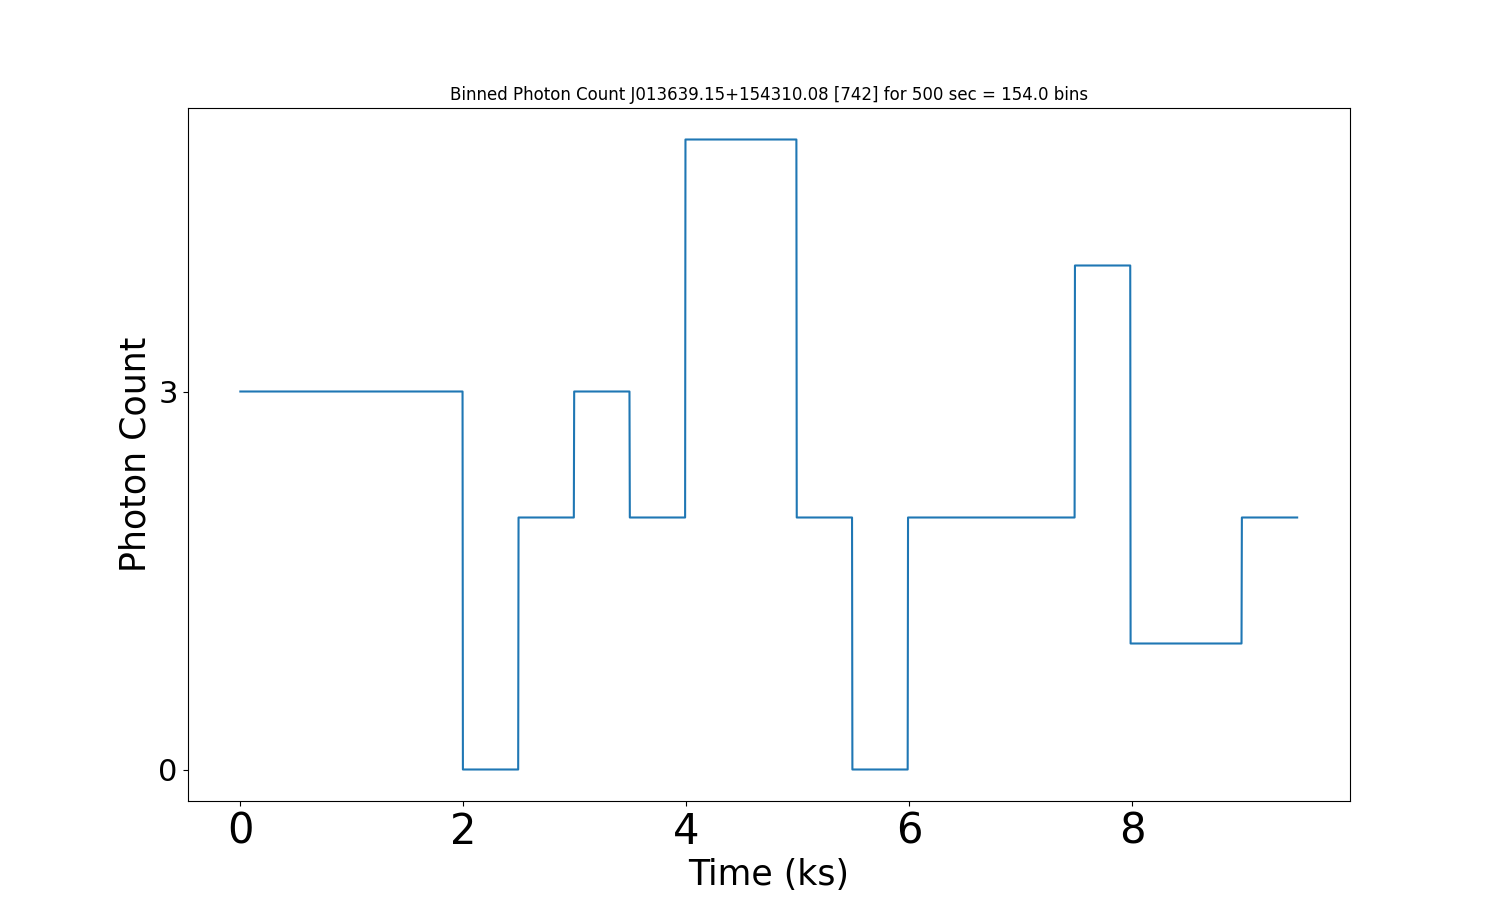 Binned Photon Count J013639.15+154310.08 [742] for 500 sec = 154.0 bins
Photon Count
3
0
0 2 4 6 8
Time (ks)